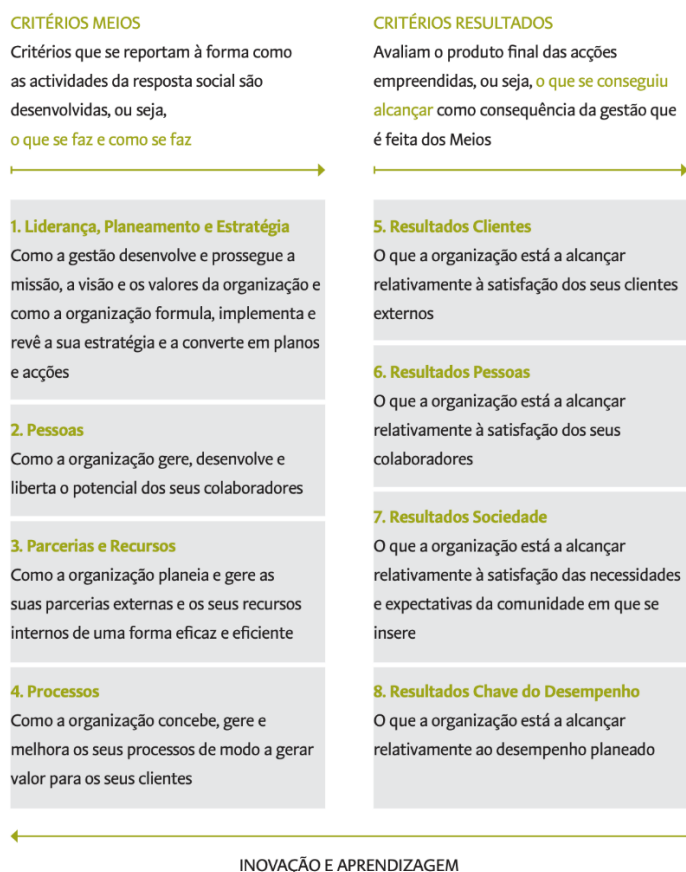 CRITÉRIOS MEIOS
Critérios que se reportam à forma como
as actividades da resposta social são
desenvolvidas, ou seja,
o que se faz e como se faz
1. Liderança, Planeamento e Estratégia
Como a gestão desenvolve e prossegue a
missão, a visão e os valores da organização e
como a organização formula, implementa e
revê a sua estratégia e a converte em planos
e acções
2. Pessoas
Como a organização gere, desenvolve e
liberta o potencial dos seus colaboradores
3. Parcerias e Recursos
Como a organização planeia e gere as
suas parcerias externas e os seus recursos
internos de uma forma eficaz e eficiente
4. Processos
Como a organização concebe, gere e
melhora os seus processos de modo a gerar
valor para os seus clientes
CRITÉRIOS RESULTADOS
Avaliam o produto final das acções
empreendidas, ou seja, o que se conseguiu
alcançar como consequência da gestão que
é feita dos Meios
5. Resultados Clientes
O que a organização está a alcançar
relativamente à satisfação dos seus clientes
externos
6. Resultados Pessoas
O que a organização está a alcançar
relativamente à satisfação dos seus
colaboradores
7. Resultados Sociedade
O que a organização está a alcançar
relativamente à satisfação das necessidades
e expectativas da comunidade em que se
insere
8. Resultados Chave do Desempenho
O que a organização está a alcançar
relativamente ao desempenho planeado
INOVAÇÃO E APRENDIZAGEM